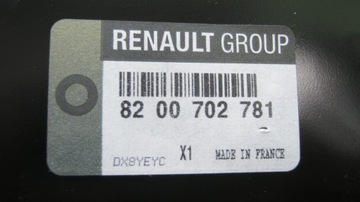 RENAULT GROUP
82 00 702 781
DX8YEYC X1 MADE IN FRANCE